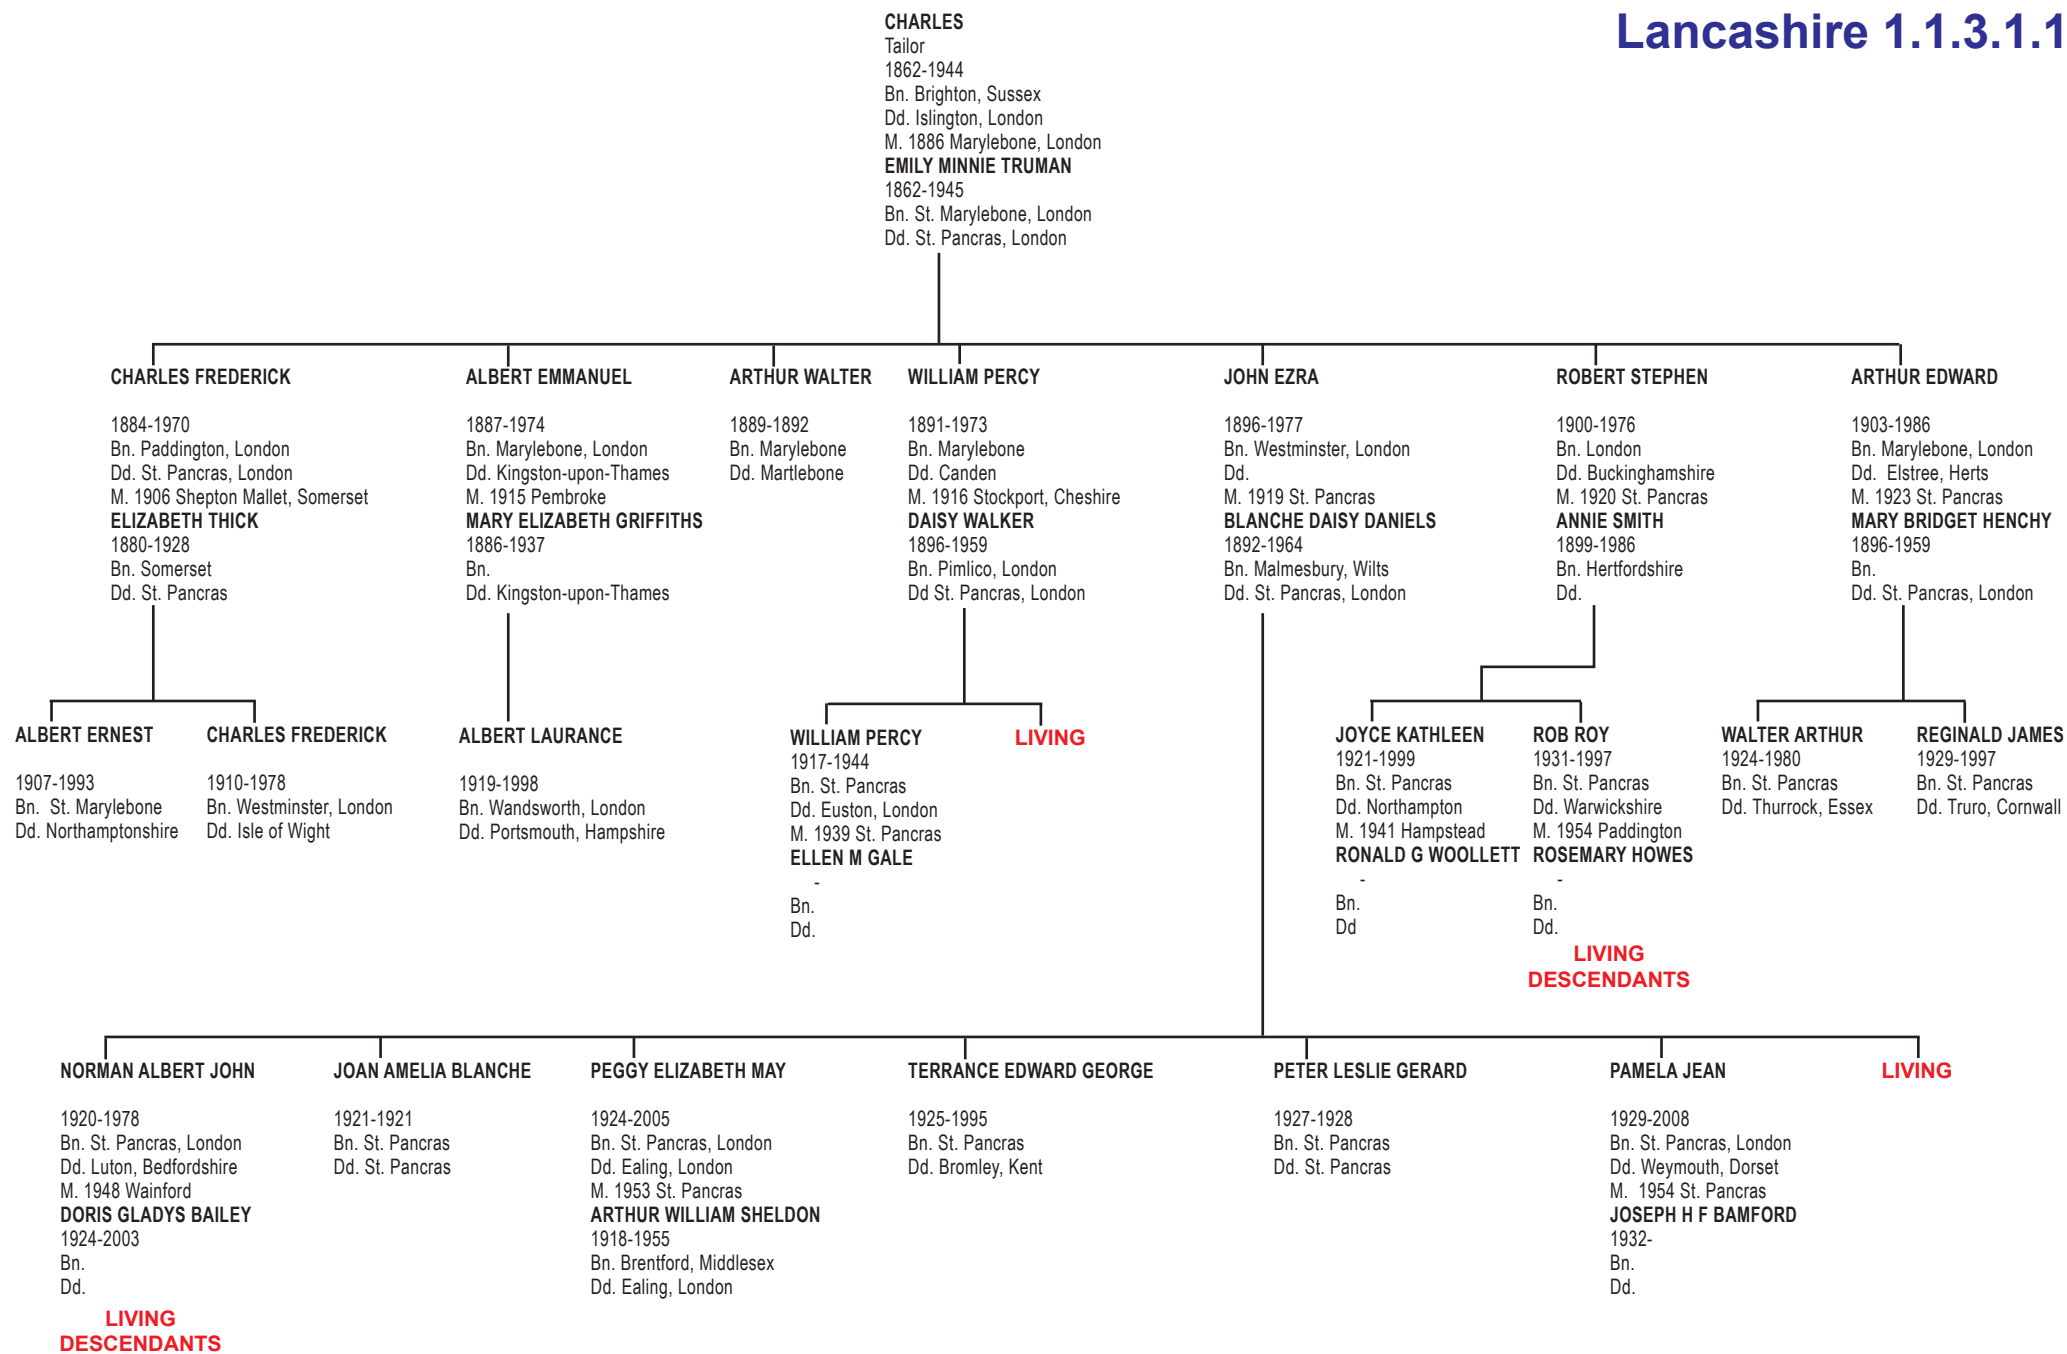 Lancashire 1.1.3.1.1
CHARLES
Tailor
1862-1944
Bn. Brighton, Sussex
Dd. Islington, London
M. 1886 Marylebone, London
EMILY MINNIE TRUMAN
1862-1945
Bn. St. Marylebone, London
Dd. St. Pancras, London
CHARLES FREDERICK
1884-1970
Bn. Paddington, London
Dd. St. Pancras, London
M. 1906 Shepton Mallet, Somerset
ELIZABETH THICK
1880-1928
Bn. Somerset
Dd. St. Pancras
ALBERT EMMANUEL
1887-1974
Bn. Marylebone, London
Dd. Kingston-upon-Thames
M. 1915 Pembroke
MARY ELIZABETH GRIFFITHS
1886-1937
Bn.
Dd. Kingston-upon-Thames
ARTHUR WALTER
1889-1892
Bn. Marylebone
Dd. Martlebone
WILLIAM PERCY
1891-1973
Bn. Marylebone
Dd. Canden
M. 1916 Stockport, Cheshire
DAISY WALKER
1896-1959
Bn. Pimlico, London
Dd St. Pancras, London
JOHN EZRA
1896-1977
Bn. Westminster, London
Dd.
M. 1919 St. Pancras
BLANCHE DAISY DANIELS
1892-1964
Bn. Malmesbury, Wilts
Dd. St. Pancras, London
ROBERT STEPHEN
1900-1976
Bn. London
Dd. Buckinghamshire
M. 1920 St. Pancras
ANNIE SMITH
1899-1986
Bn. Hertfordshire
Dd.
ARTHUR EDWARD
1903-1986
Bn. Marylebone, London
Dd. Elstree, Herts
M. 1923 St. Pancras
MARY BRIDGET HENCHY
1896-1959
Bn.
Dd. St. Pancras, London
ALBERT ERNEST
1907-1993
Bn. St. Marylebone
Dd. Northamptonshire
CHARLES FREDERICK
1910-1978
Bn. Westminster, London
Dd. Isle of Wight
ALBERT LAURANCE
1919-1998
Bn. Wandsworth, London
Dd. Portsmouth, Hampshire
WILLIAM PERCY
1917-1944
Bn. St. Pancras
Dd. Euston, London
M. 1939 St. Pancras
ELLEN M GALE
-
Bn.
Dd.
LIVING
JOYCE KATHLEEN
1921-1999
Bn. St. Pancras
Dd. Northampton
M. 1941 Hampstead
RONALD G WOOLLETT
-
Bn.
Dd
ROB ROY
1931-1997
Bn. St. Pancras
Dd. Warwickshire
M. 1954 Paddington
ROSEMARY HOWES
-
Bn.
Dd.
LIVING
DESCENDANTS
WALTER ARTHUR
1924-1980
Bn. St. Pancras
Dd. Thurrock, Essex
REGINALD JAMES
1929-1997
Bn. St. Pancras
Dd. Truro, Cornwall
NORMAN ALBERT JOHN
1920-1978
Bn. St. Pancras, London
Dd. Luton, Bedfordshire
M. 1948 Wainford
DORIS GLADYS BAILEY
1924-2003
Bn.
Dd.
LIVING
DESCENDANTS
JOAN AMELIA BLANCHE
1921-1921
Bn. St. Pancras
Dd. St. Pancras
PEGGY ELIZABETH MAY
1924-2005
Bn. St. Pancras, London
Dd. Ealing, London
M. 1953 St. Pancras
ARTHUR WILLIAM SHELDON
1918-1955
Bn. Brentford, Middlesex
Dd. Ealing, London
TERRANCE EDWARD GEORGE
1925-1995
Bn. St. Pancras
Dd. Bromley, Kent
PETER LESLIE GERARD
1927-1928
Bn. St. Pancras
Dd. St. Pancras
PAMELA JEAN
1929-2008
Bn. St. Pancras, London
Dd. Weymouth, Dorset
M. 1954 St. Pancras
JOSEPH H F BAMFORD
1932-
Bn.
Dd.
LIVING